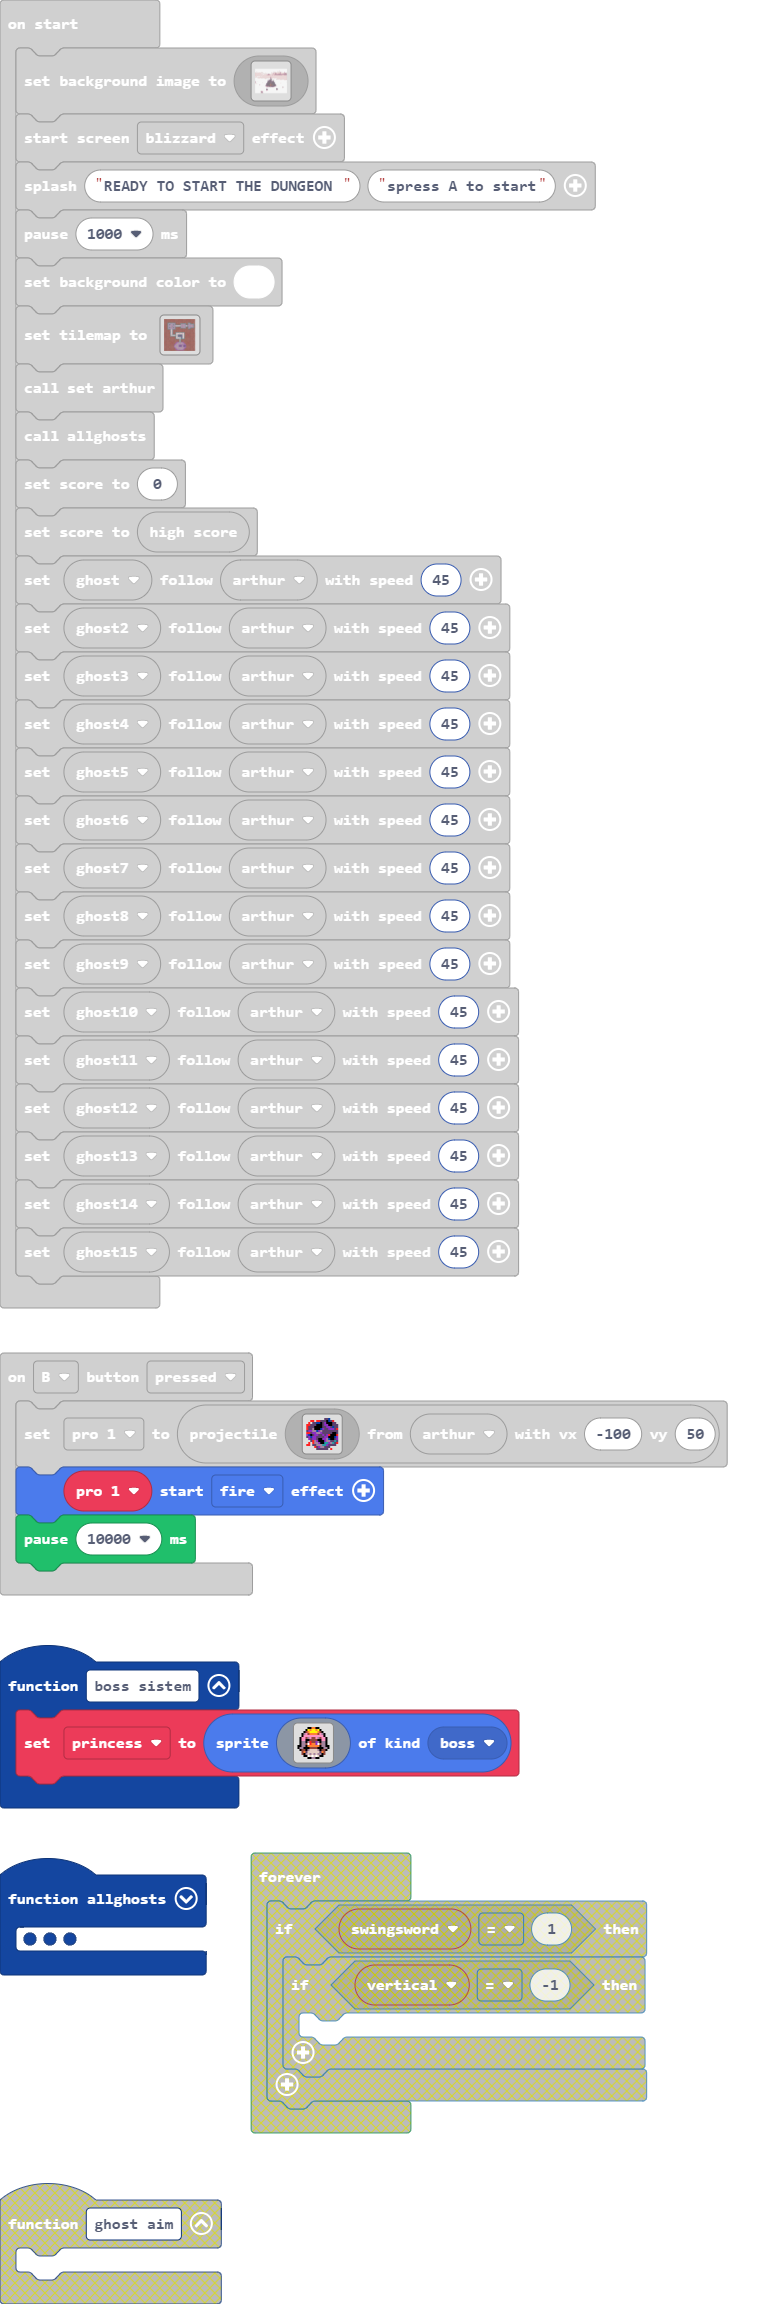 on start
set background image to
start screen blizzard effect
splash "READY TO START THE DUNGEON " "spress A to start"
pause 1000 ms
set background color to
set tilemap to
call set arthur
call allghosts
set score to 0
set score to high score
set ghost follow arthur with speed 45
set ghost2 follow arthur with speed 45
set ghost3 follow arthur with speed 45
set ghost4 follow arthur with speed 45
set ghost5 follow arthur with speed 45
set ghost6 follow arthur with speed 45
set ghost7 follow arthur with speed 45
set ghost8 follow arthur with speed 45
set ghost9 follow arthur with speed 45
set ghost10 follow arthur with speed 45
set ghost11 follow arthur with speed 45
set ghost12 follow arthur with speed 45
set ghost13 follow arthur with speed 45
set ghost14 follow arthur with speed 45
set ghost15 follow arthur with speed 45
on B button pressed
set pro 1 to projectile from arthur with vx -100 vy 50
pro 1 start fire effect
pause 10000 ms
function boss sistem
set princess to sprite of kind boss
function allghosts
forever
if swingsword = 1 then
if vertical = -1 then
function ghost aim